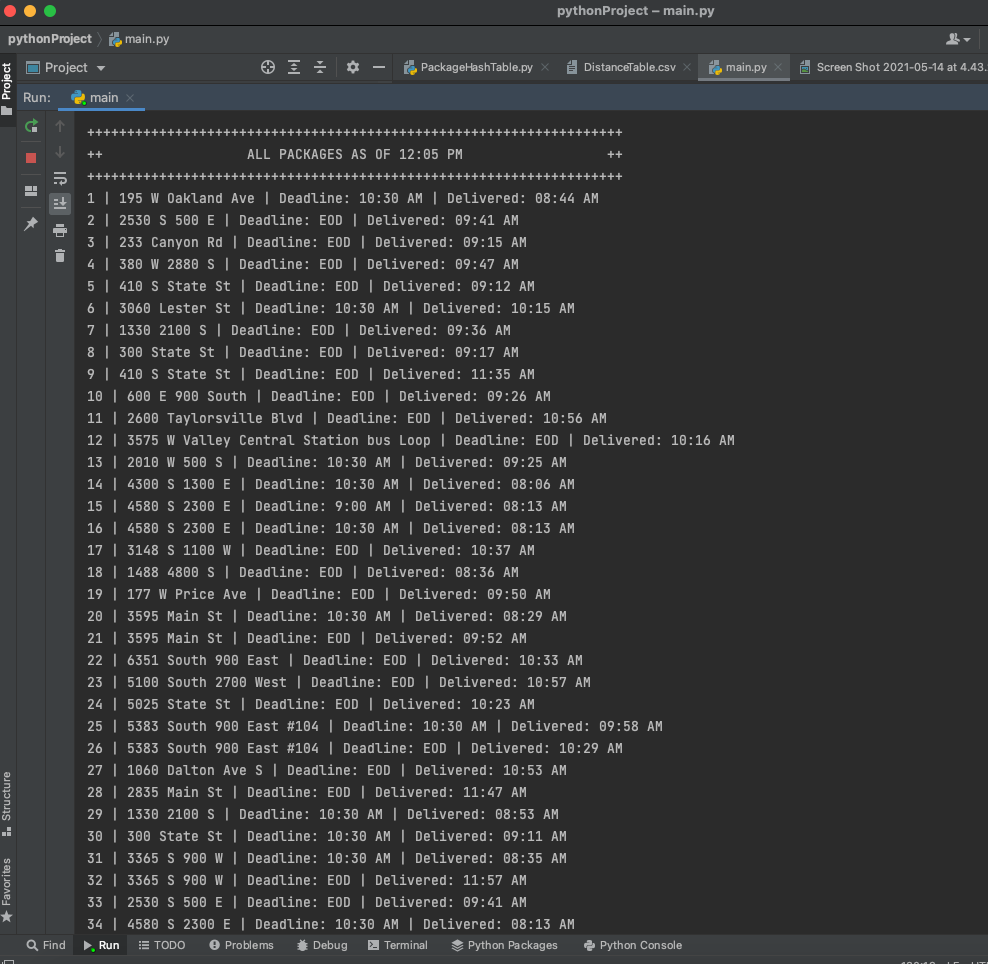 pythonProject – main.py
pythonProject
main.py
Project
Project
PackageHashTable.py
DistanceTable.csv
main.py
Screen Shot 2021-05-14 at 4.43.
Run:
main
+++++++++++++++++++++++++++++++++++++++++++++++++++++++++++++++++++
++ ALL PACKAGES AS OF 12:05 PM ++
+++++++++++++++++++++++++++++++++++++++++++++++++++++++++++++++++++
1 | 195 W Oakland Ave | Deadline: 10:30 AM | Delivered: 08:44 AM
2 | 2530 S 500 E | Deadline: EOD | Delivered: 09:41 AM
3 | 233 Canyon Rd | Deadline: EOD | Delivered: 09:15 AM
4 | 380 W 2880 S | Deadline: EOD | Delivered: 09:47 AM
5 | 410 S State St | Deadline: EOD | Delivered: 09:12 AM
6 | 3060 Lester St | Deadline: 10:30 AM | Delivered: 10:15 AM
7 | 1330 2100 S | Deadline: EOD | Delivered: 09:36 AM
8 | 300 State St | Deadline: EOD | Delivered: 09:17 AM
9 | 410 S State St | Deadline: EOD | Delivered: 11:35 AM
10 | 600 E 900 South | Deadline: EOD | Delivered: 09:26 AM
11 | 2600 Taylorsville Blvd | Deadline: EOD | Delivered: 10:56 AM
12 | 3575 W Valley Central Station bus Loop | Deadline: EOD | Delivered: 10:16 AM
13 | 2010 W 500 S | Deadline: 10:30 AM | Delivered: 09:25 AM
14 | 4300 S 1300 E | Deadline: 10:30 AM | Delivered: 08:06 AM
15 | 4580 S 2300 E | Deadline: 9:00 AM | Delivered: 08:13 AM
16 | 4580 S 2300 E | Deadline: 10:30 AM | Delivered: 08:13 AM
17 | 3148 S 1100 W | Deadline: EOD | Delivered: 10:37 AM
18 | 1488 4800 S | Deadline: EOD | Delivered: 08:36 AM
19 | 177 W Price Ave | Deadline: EOD | Delivered: 09:50 AM
20 | 3595 Main St | Deadline: 10:30 AM | Delivered: 08:29 AM
21 | 3595 Main St | Deadline: EOD | Delivered: 09:52 AM
22 | 6351 South 900 East | Deadline: EOD | Delivered: 10:33 AM
23 | 5100 South 2700 West | Deadline: EOD | Delivered: 10:57 AM
24 | 5025 State St | Deadline: EOD | Delivered: 10:23 AM
25 | 5383 South 900 East #104 | Deadline: 10:30 AM | Delivered: 09:58 AM
26 | 5383 South 900 East #104 | Deadline: EOD | Delivered: 10:29 AM
27 | 1060 Dalton Ave S | Deadline: EOD | Delivered: 10:53 AM
28 | 2835 Main St | Deadline: EOD | Delivered: 11:47 AM
29 | 1330 2100 S | Deadline: 10:30 AM | Delivered: 08:53 AM
30 | 300 State St | Deadline: 10:30 AM | Delivered: 09:11 AM
31 | 3365 S 900 W | Deadline: 10:30 AM | Delivered: 08:35 AM
32 | 3365 S 900 W | Deadline: EOD | Delivered: 11:57 AM
33 | 2530 S 500 E | Deadline: EOD | Delivered: 09:41 AM
34 | 4580 S 2300 E | Deadline: 10:30 AM | Delivered: 08:13 AM
Structure
Favorites
Find
Run
TODO
Problems
Debug
Terminal
Python Packages
Python Console